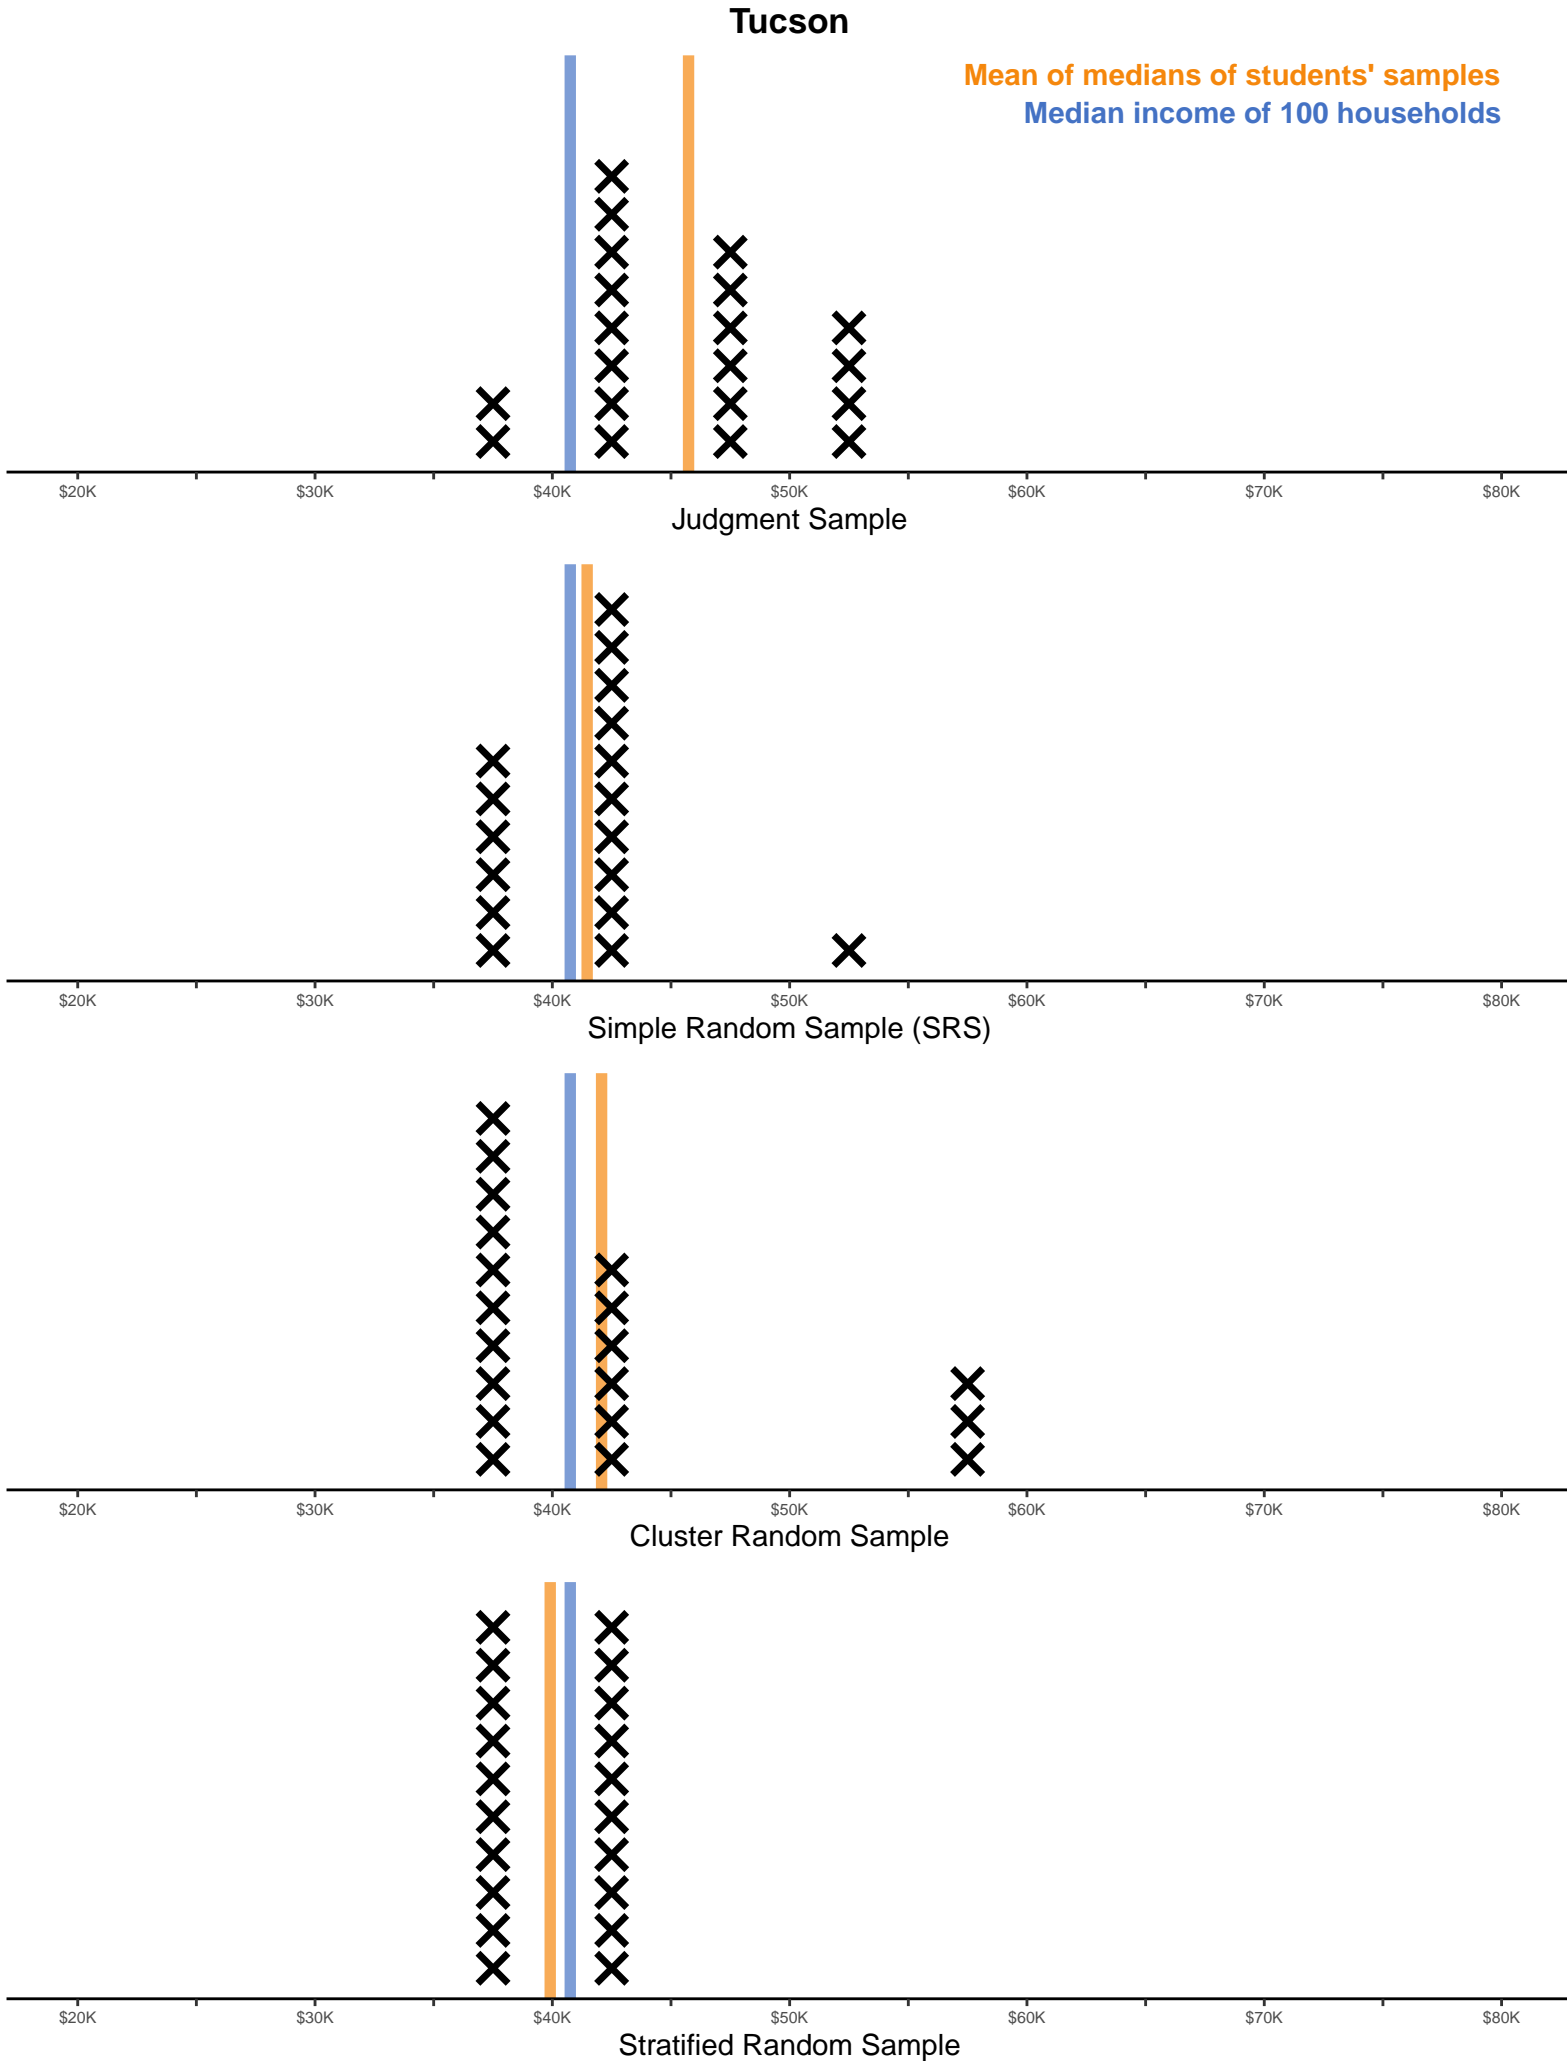 Tucson
Mean of medians of students' samples
Median income of 100 households
$20K $30K $40K $50K $60K $70K $80K
Judgment Sample
$20K $30K $40K $50K $60K $70K $80K
Simple Random Sample (SRS)
$20K $30K $40K $50K $60K $70K $80K
Cluster Random Sample
$20K $30K $40K $50K $60K $70K $80K
Stratified Random Sample